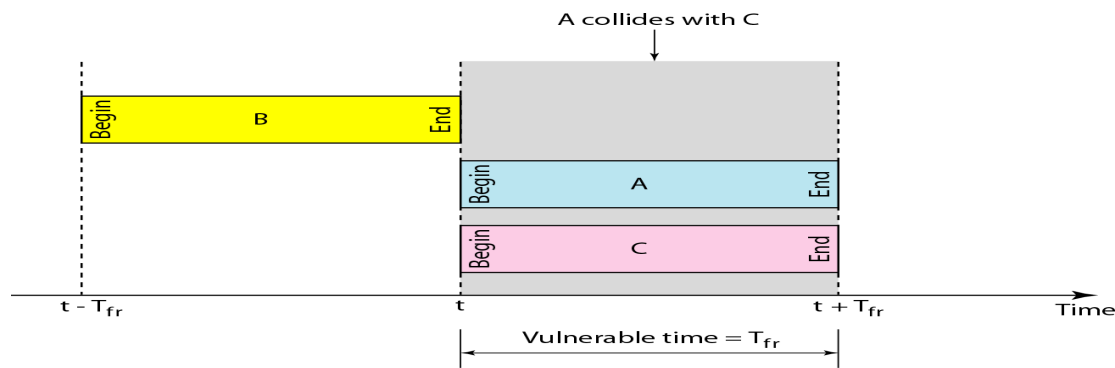 A collides with C
Begin B End
Begin A End
Begin C End
t - Tfr t t + Tfr Time
Vulnerable time = Tfr